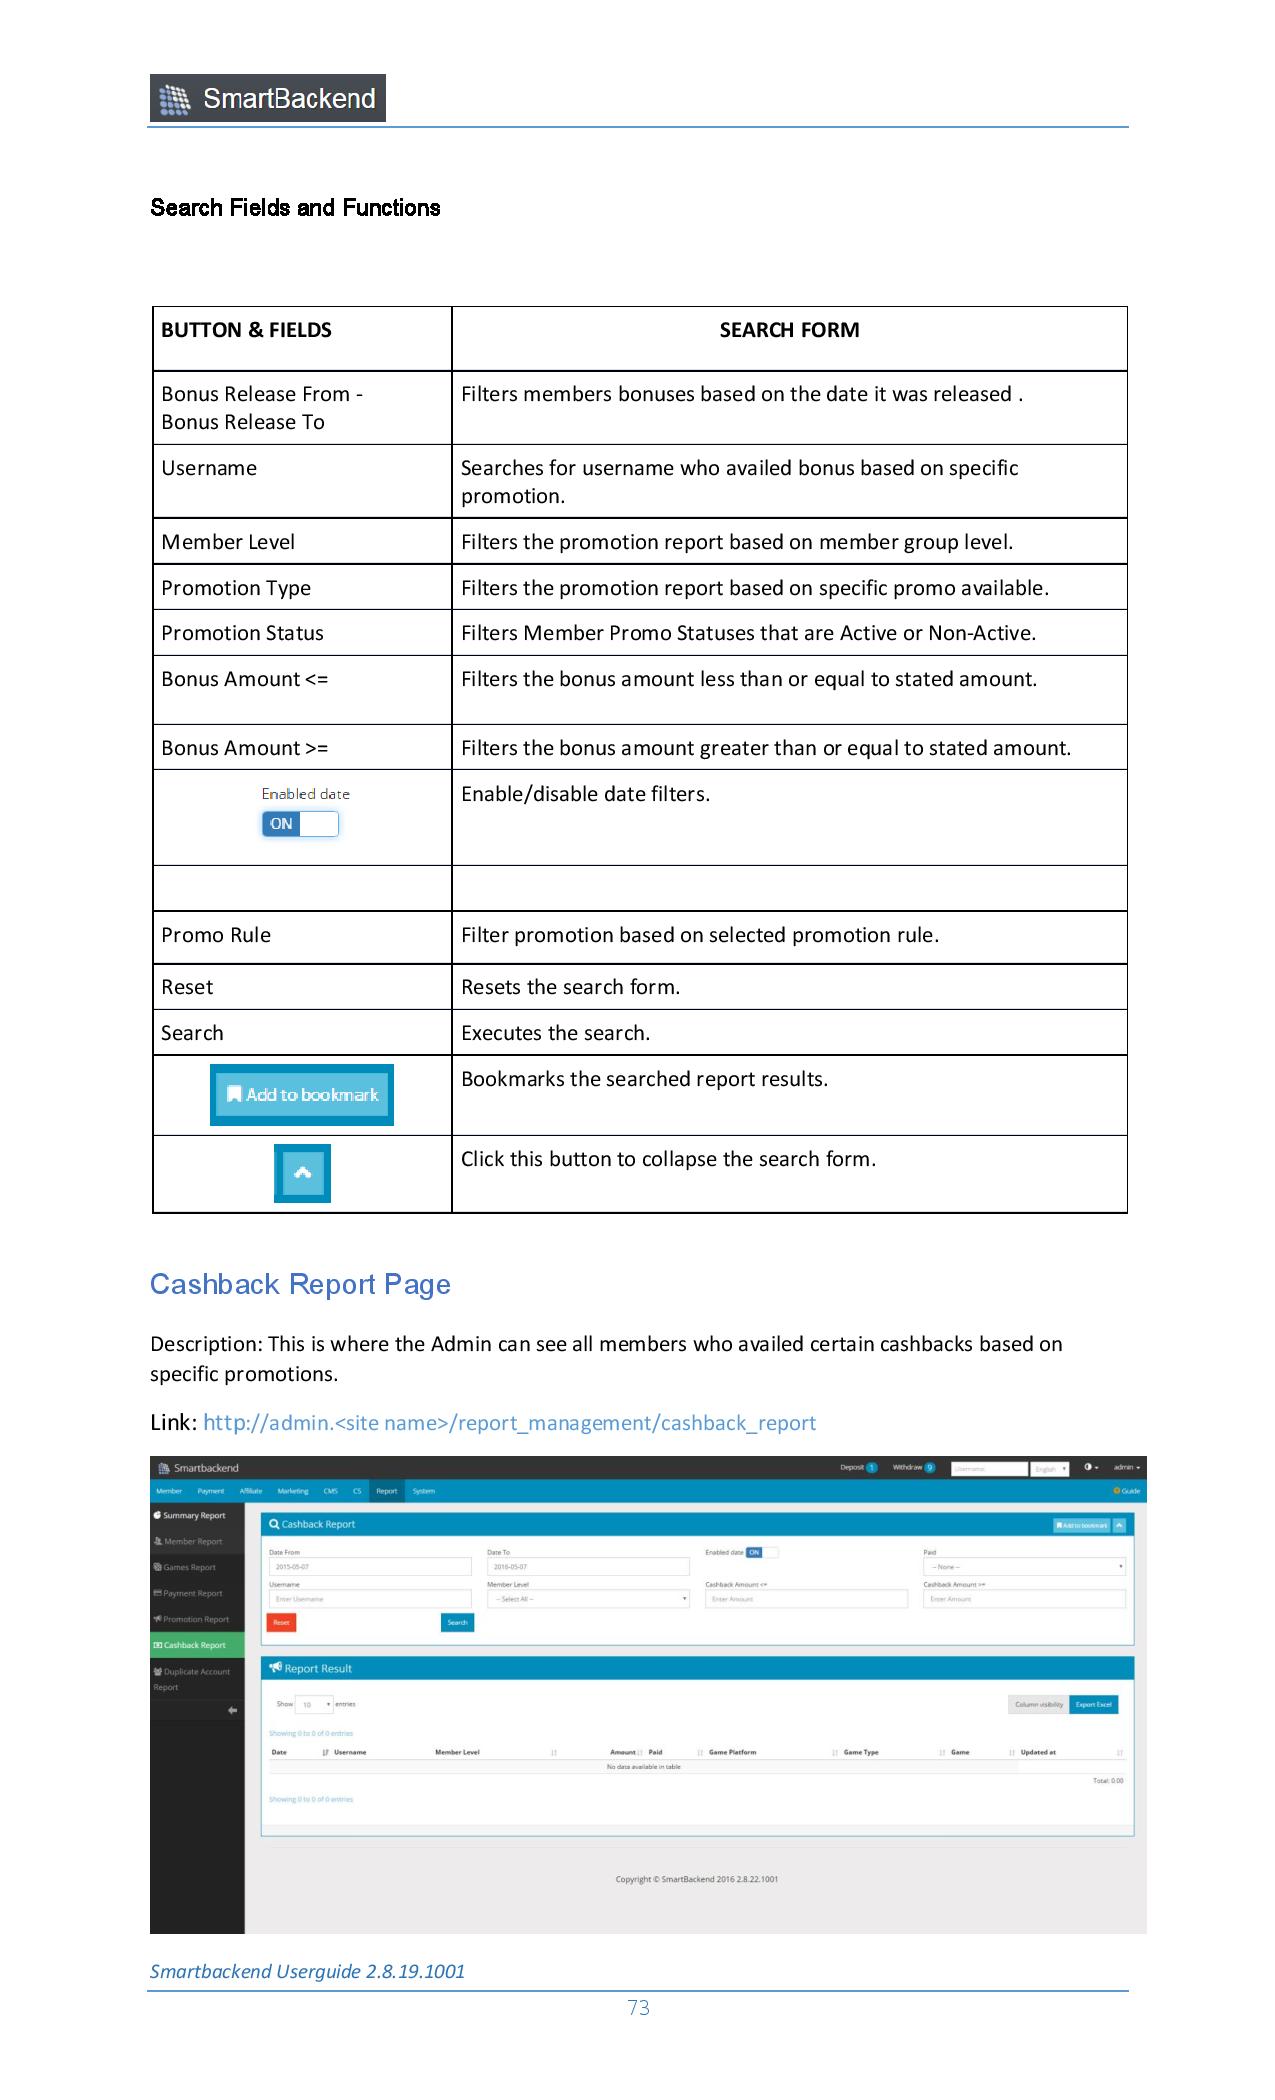 SmartBackend
Search Fields and Functions
BUTTON & FIELDS
SEARCH FORM
Bonus Release From -
Bonus Release To
Filters members bonuses based on the date it was released .
Username
Searches for username who availed bonus based on specific
promotion.
Member Level
Filters the promotion report based on member group level.
Promotion Type
Filters the promotion report based on specific promo available.
Promotion Status
Filters Member Promo Statuses that are Active or Non-Active.
Bonus Amount <=
Filters the bonus amount less than or equal to stated amount.
Bonus Amount >=
Filters the bonus amount greater than or equal to stated amount.
Enabled date
ON
Enable/disable date filters.
Promo Rule
Filter promotion based on selected promotion rule.
Reset
Resets the search form.
Search
Executes the search.
Add to bookmark
Bookmarks the searched report results.
Click this button to collapse the search form.
Cashback Report Page
Description: This is where the Admin can see all members who availed certain cashbacks based on
specific promotions.
Link: http://admin.<site name>/report_management/cashback_report
Smartbackend Deposit 1 Withdraw 9 Username English admin
Member Payment Affiliate Marketing CMS CS Report System Guide
Summary Report
Member Report
Games Report
Payment Report
Promotion Report
Cashback Report
Duplicate Account
Report
Cashback Report Add to bookmark
Date From Date To Enabled date ON Paid
2015-05-07 2016-05-07 -- None --
Username Member Level Cashback Amount <= Cashback Amount >=
Enter Username -- Select All -- Enter Amount Enter Amount
Reset Search
Report Result
Show 10 entries Column visibility Export Excel
Showing 0 to 0 of 0 entries
Date Username Member Level Amount Paid Game Platform Game Type Game Updated at
No data available in table
Total: 0.00
Showing 0 to 0 of 0 entries
Copyright © SmartBackend 2016 2.8.22.1001
Smartbackend Userguide 2.8.19.1001
73